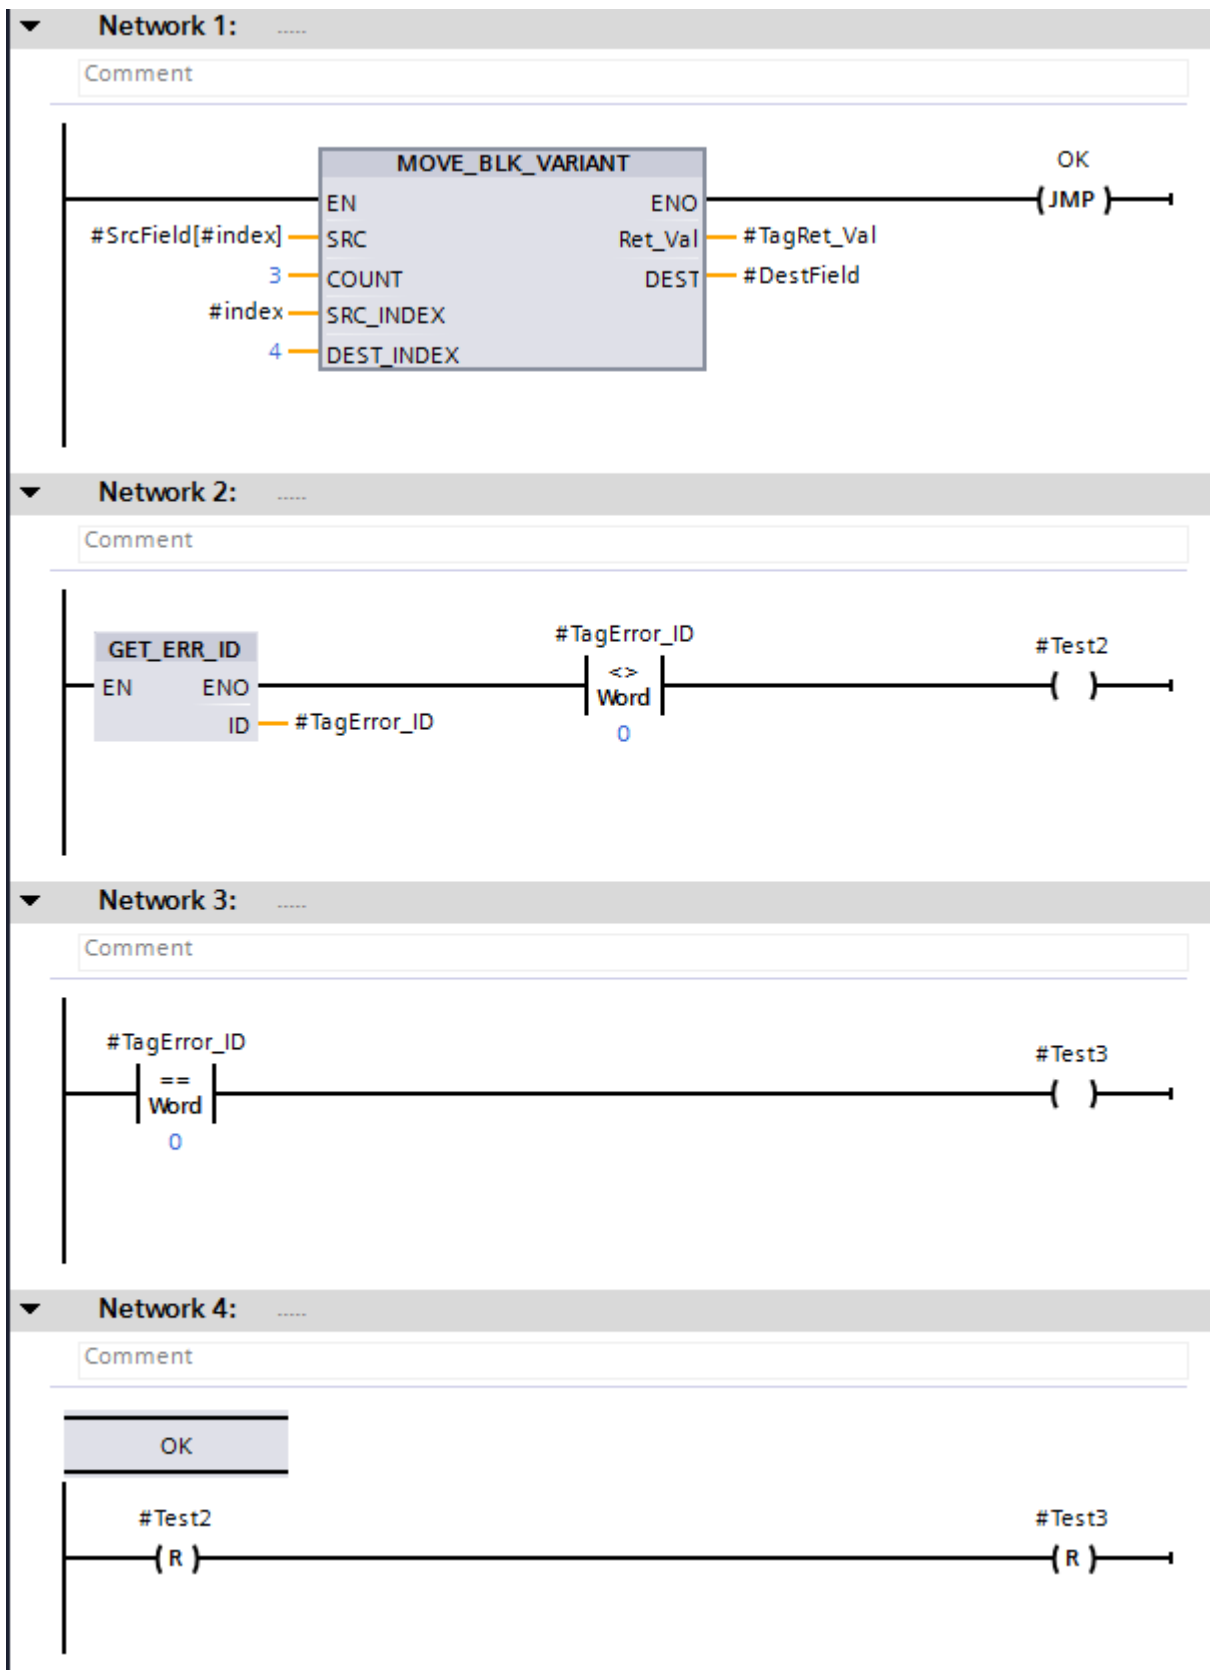 Network 1: .....
Comment
MOVE_BLK_VARIANT
OK
EN ENO ( JMP )
#SrcField[#index] SRC Ret_Val #TagRet_Val
3 COUNT DEST #DestField
#index SRC_INDEX
4 DEST_INDEX
Network 2: .....
Comment
#TagError_ID
GET_ERR_ID #Test2
<>
EN ENO Word ( )
ID #TagError_ID 0
Network 3: .....
Comment
#TagError_ID
#Test3
==
Word ( )
0
Network 4: .....
Comment
OK
#Test2 #Test3
( R ) ( R )